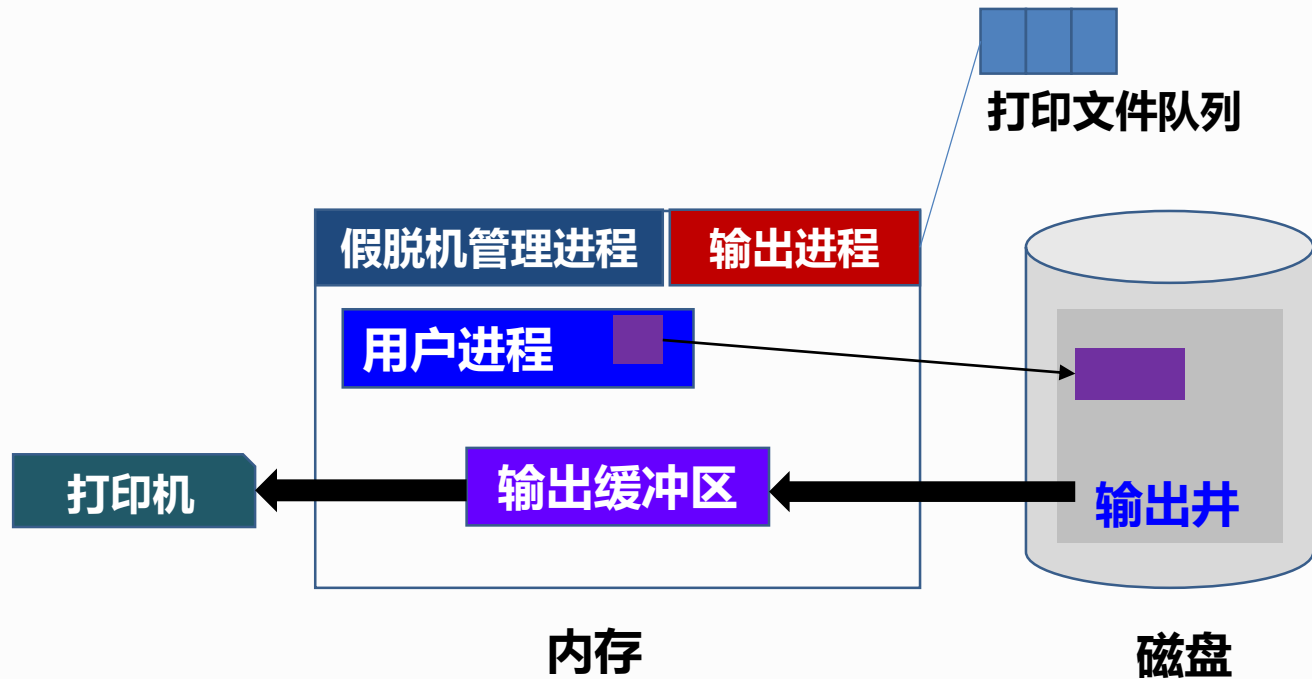 打印文件队列
假脱机管理进程
输出进程
用户进程
打印机
输出缓冲区
输出井
内存
磁盘